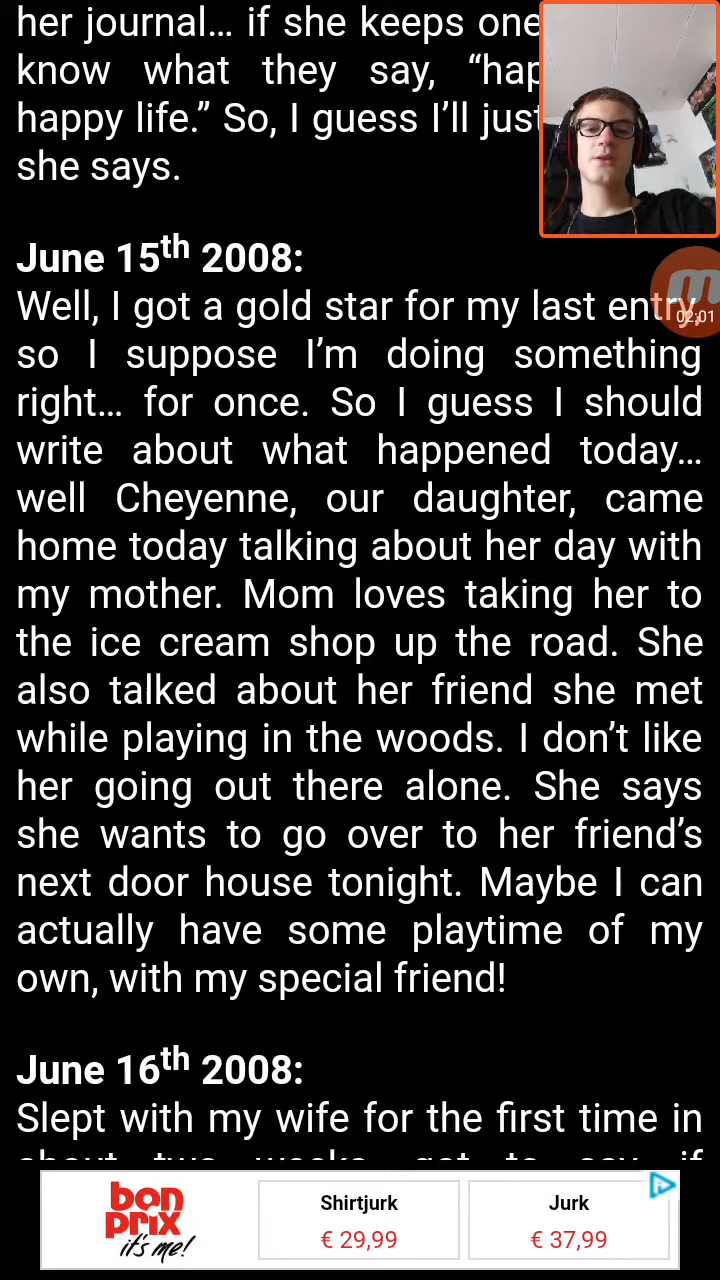 her journal… if she keeps one
know what they say, “hap
happy life.” So, I guess I’ll just
she says.
June 15th 2008:
Well, I got a gold star for my last entry,
so I suppose I’m doing something
right… for once. So I guess I should
write about what happened today…
well Cheyenne, our daughter, came
home today talking about her day with
my mother. Mom loves taking her to
the ice cream shop up the road. She
also talked about her friend she met
while playing in the woods. I don’t like
her going out there alone. She says
she wants to go over to her friend’s
next door house tonight. Maybe I can
actually have some playtime of my
own, with my special friend!
June 16th 2008:
Slept with my wife for the first time in
02:01
bon
prix
it's me!
Shirtjurk
€ 29,99
Jurk
€ 37,99